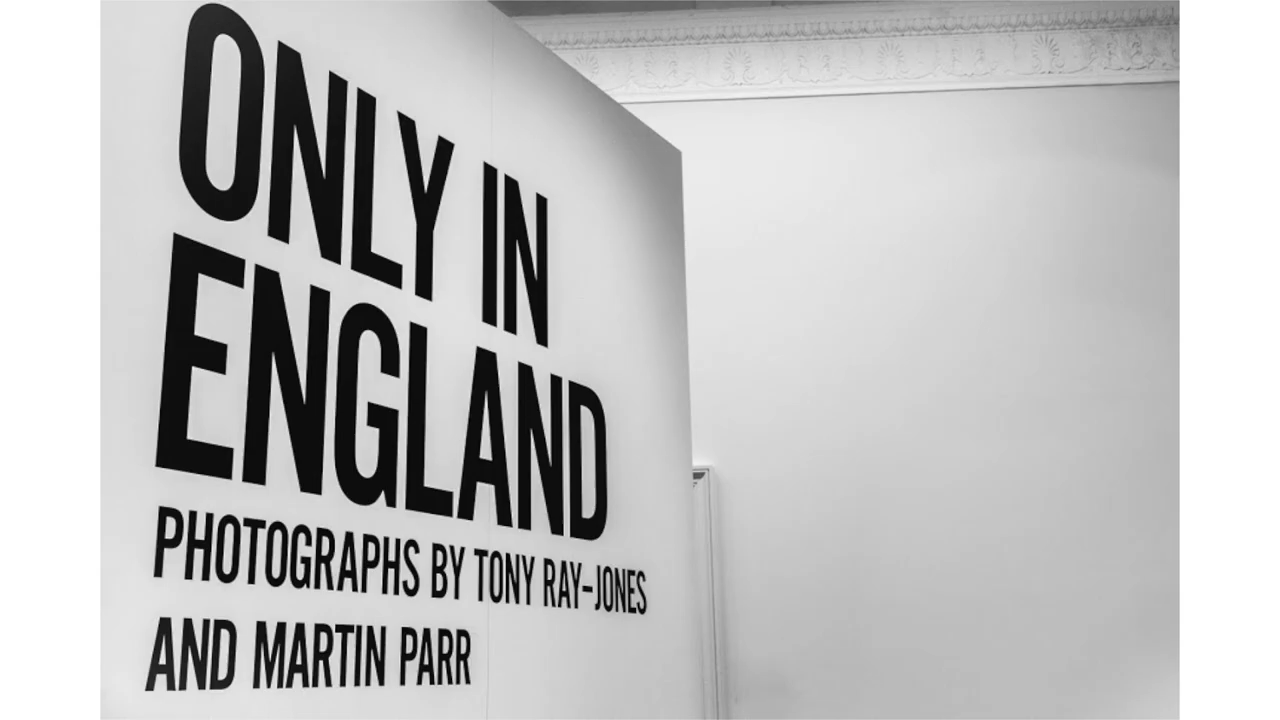 ONLY IN
ENGLAND
PHOTOGRAPHS BY TONY RAY-JONES
AND MARTIN PARR